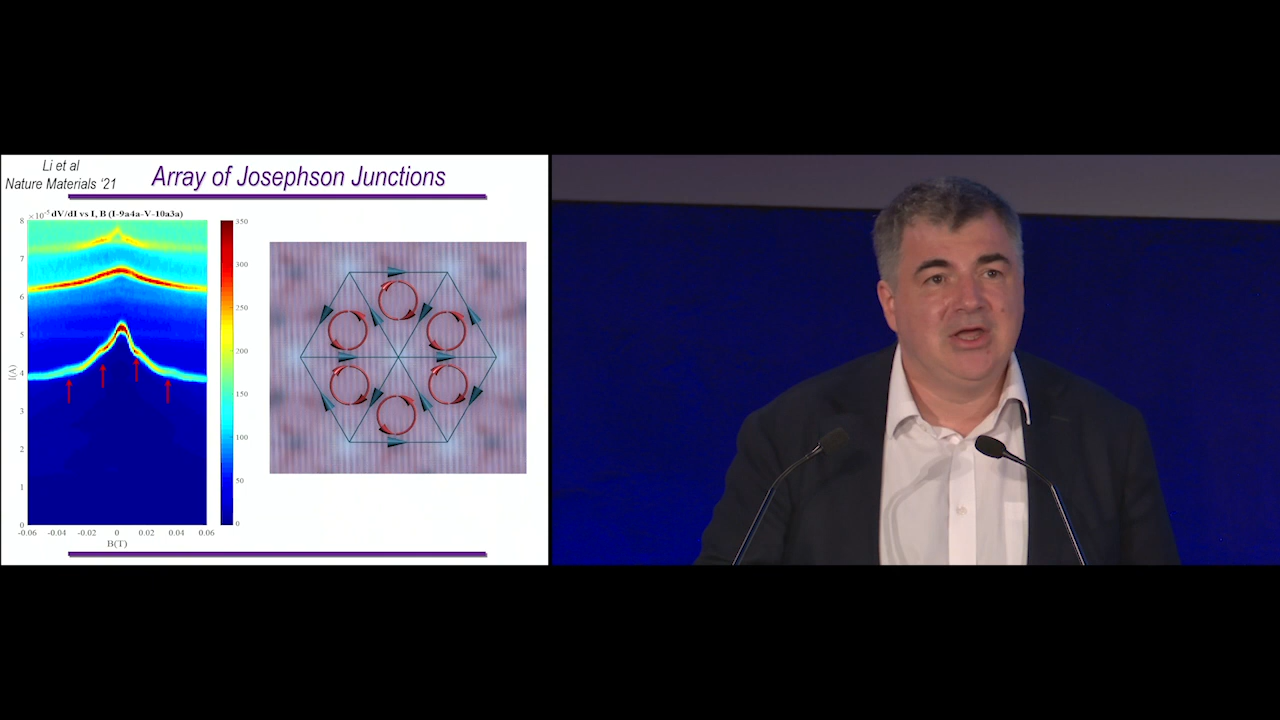 Li et al
Nature Materials '21
Array of Josephson Junctions
×10⁻⁵ dV/dI vs I, B (I-9a4a-V-10a3a)
8
7
6
5
4
3
2
1
0
I(A)
-0.06 -0.04 -0.02 0 0.02 0.04 0.06
B(T)
350
300
250
200
150
100
50
0